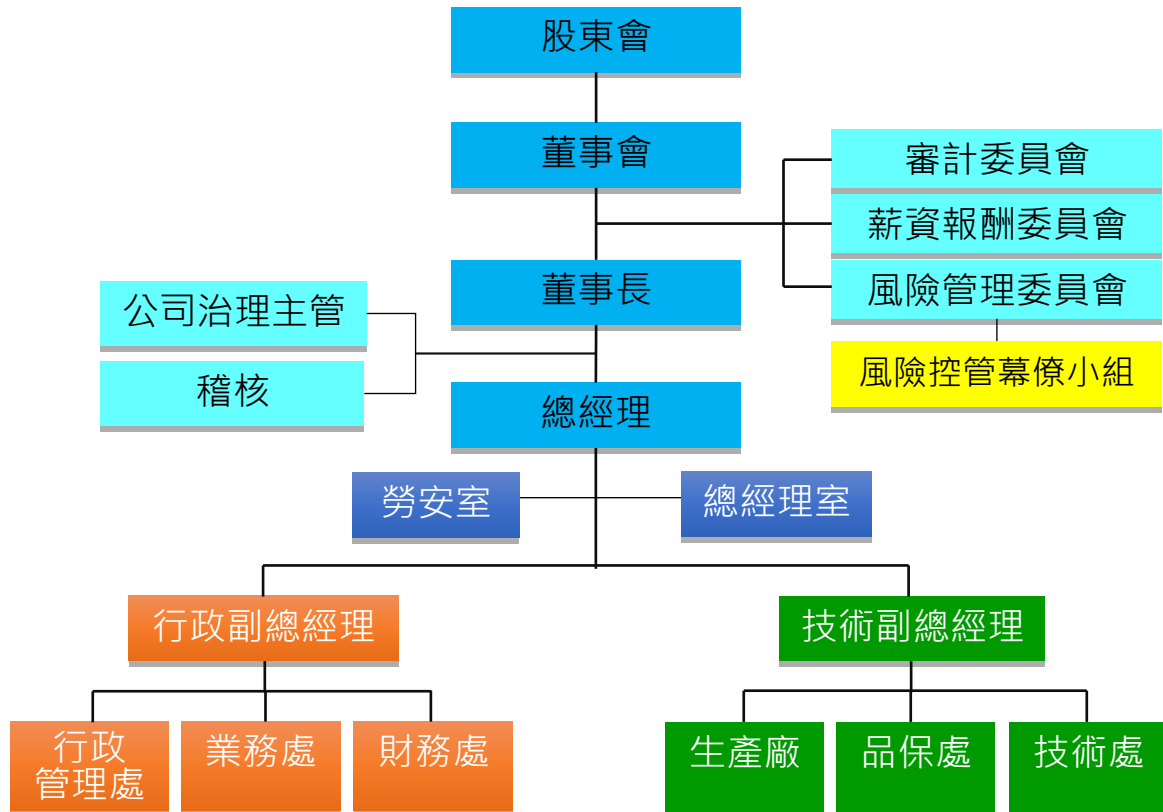 股東會
董事會
審計委員會
薪資報酬委員會
董事長
風險管理委員會
公司治理主管
風險控管幕僚小組
稽核
總經理
勞安室
總經理室
行政副總經理
技術副總經理
行政
管理處
業務處
財務處
生產廠
品保處
技術處